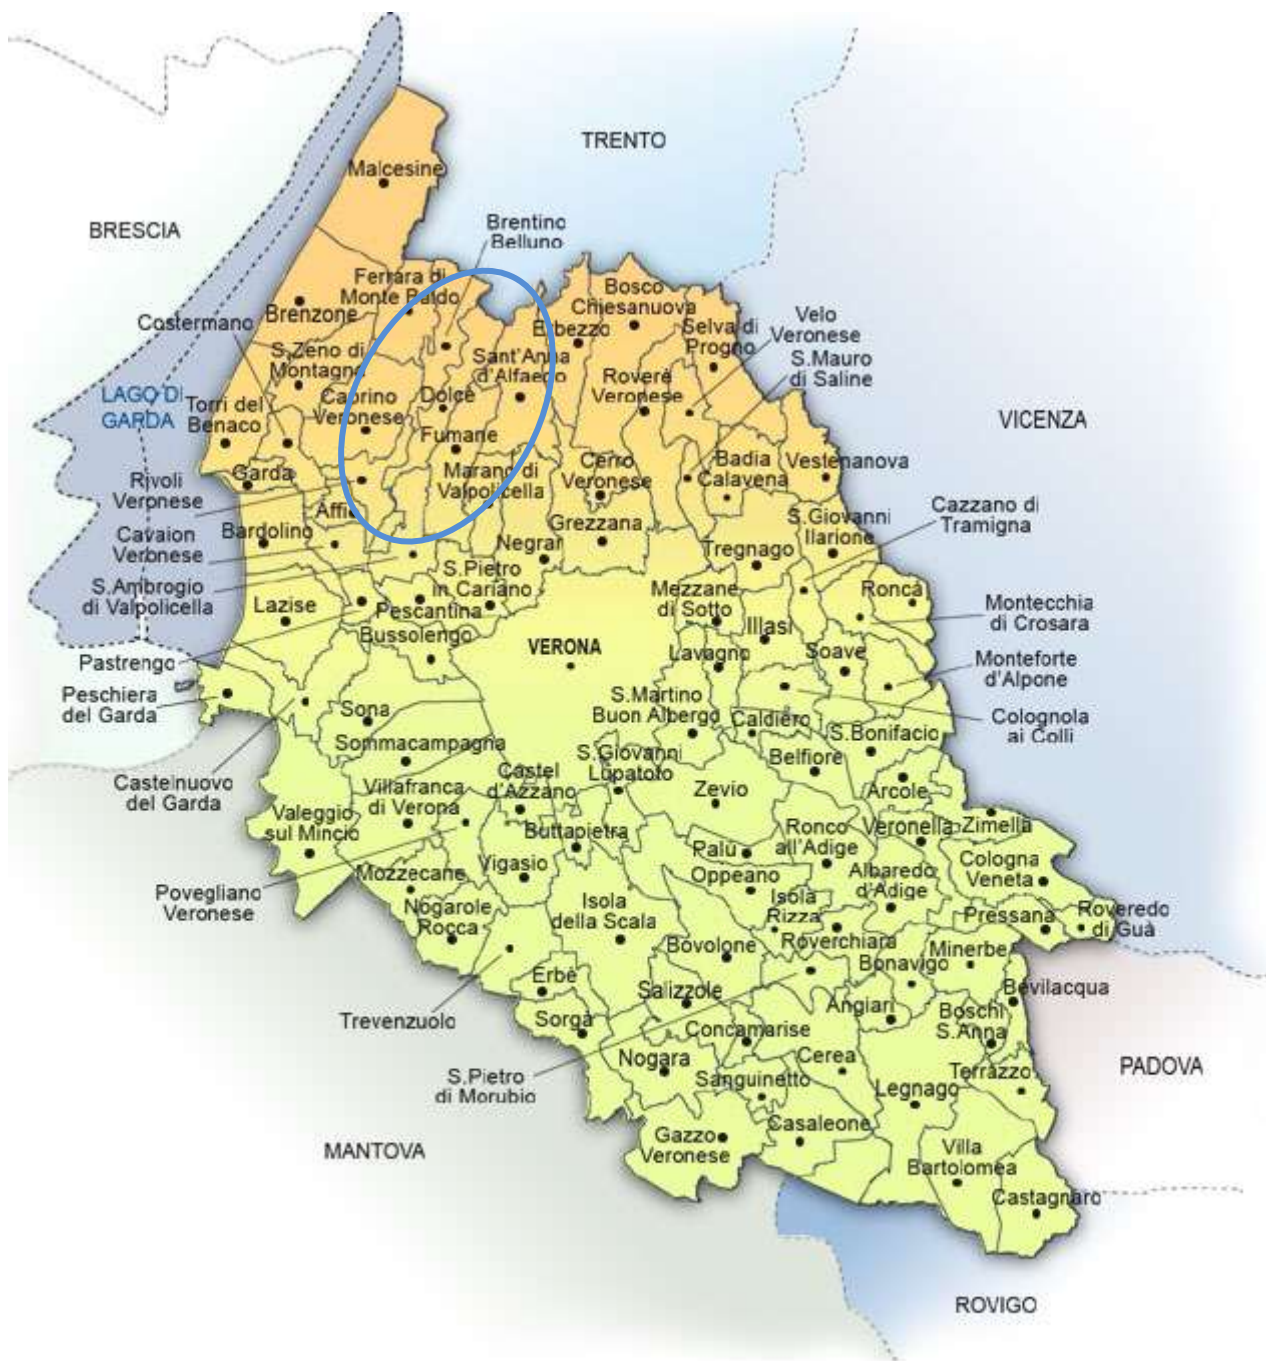 TRENTO
Malcesine
BRESCIA
Brentino
Belluno
Ferrara di
Monte Baldo
Bosco
Chiesanuova
Costermano
Brenzone
Erbezzo
Velo
Veronese
Selva di
Progno
S.Zeno di
Montagna
Sant'Anna
d'Alfaedo
S.Mauro
di Saline
LAGO DI
GARDA
Torri del
Benaco
Caprino
Veronese
Dolcè
Roverè
Veronese
VICENZA
Fumane
Rivoli
Veronese
Garda
Marano di
Valpolicella
Cerro
Veronese
Badia
Calavena
Vestenanova
Cazzano di
Tramigna
Affi
Cavaion
Veronese
Bardolino
Negrar
Grezzana
Tregnago
S.Giovanni
Ilarione
S.Ambrogio
di Valpolicella
Lazise
S.Pietro
in Cariano
Pescantina
Mezzane
di Sotto
Roncà
Montecchia
di Crosara
Bussolengo
VERONA
Illasi
Lavagno
Soave
Pastrengo
Monteforte
d'Alpone
Peschiera
del Garda
Sona
S.Martino
Buon Albergo
Caldiero
S.Bonifacio
Colognola
ai Colli
Sommacampagna
S.Giovanni
Lupatoto
Belfiore
Castelnuovo
del Garda
Villafranca
di Verona
Castel
d'Azzano
Zevio
Arcole
Valeggio
sul Mincio
Buttapietra
Ronco
all'Adige
Veronella
Zimella
Palù
Povegliano
Veronese
Mozzecane
Vigasio
Oppeano
Albaredo
d'Adige
Cologna
Veneta
Nogarole
Rocca
Isola
della Scala
Isola
Rizza
Pressana
Roveredo
di Guà
Bovolone
Roverchiara
Bonavigo
Minerbe
Erbè
Salizzole
Bevilacqua
Trevenzuolo
Sorgà
Angiari
Boschi
S.Anna
Concamarise
Nogara
Cerea
S.Pietro
di Morubio
Sanguinetto
Legnago
Terrazzo
PADOVA
MANTOVA
Gazzo
Veronese
Casaleone
Villa
Bartolomea
Castagnaro
ROVIGO